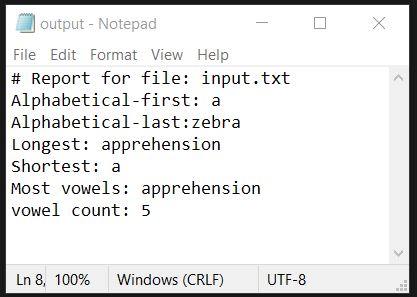 output - Notepad
File Edit Format View Help
# Report for file: input.txt
Alphabetical-first: a
Alphabetical-last:zebra
Longest: apprehension
Shortest: a
Most vowels: apprehension
vowel count: 5
Ln 8, 100% Windows (CRLF) UTF-8